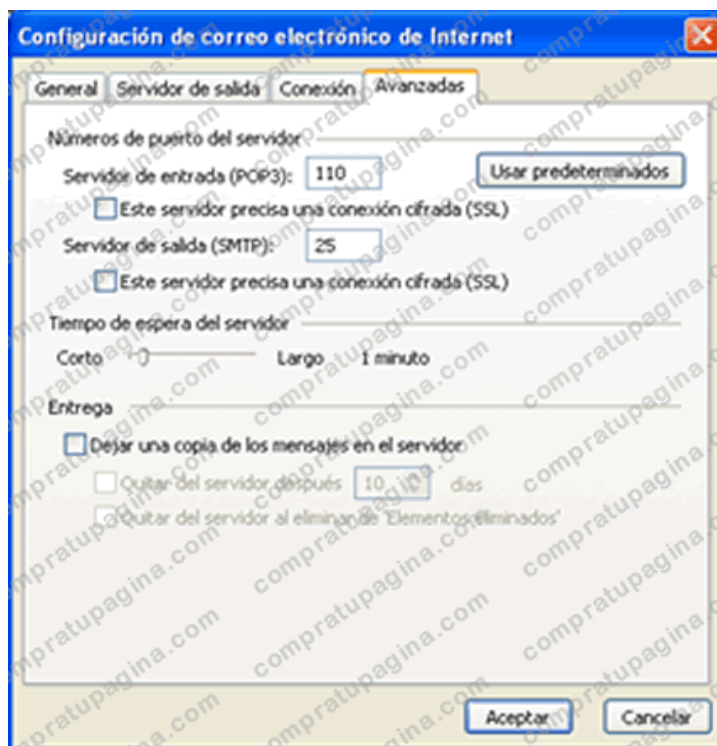 Configuración de correo electrónico de Internet
General Servidor de salida Conexión Avanzadas
Números de puerto del servidor
Servidor de entrada (POP3): 110 Usar predeterminados
Este servidor precisa una conexión cifrada (SSL)
Servidor de salida (SMTP): 25
Este servidor precisa una conexión cifrada (SSL)
Tiempo de espera del servidor
Corto Largo 1 minuto
Entrega
Dejar una copia de los mensajes en el servidor
Quitar del servidor después 10 días
Quitar del servidor al eliminar de 'Elementos eliminados'
Aceptar Cancelar
compratupagina.com